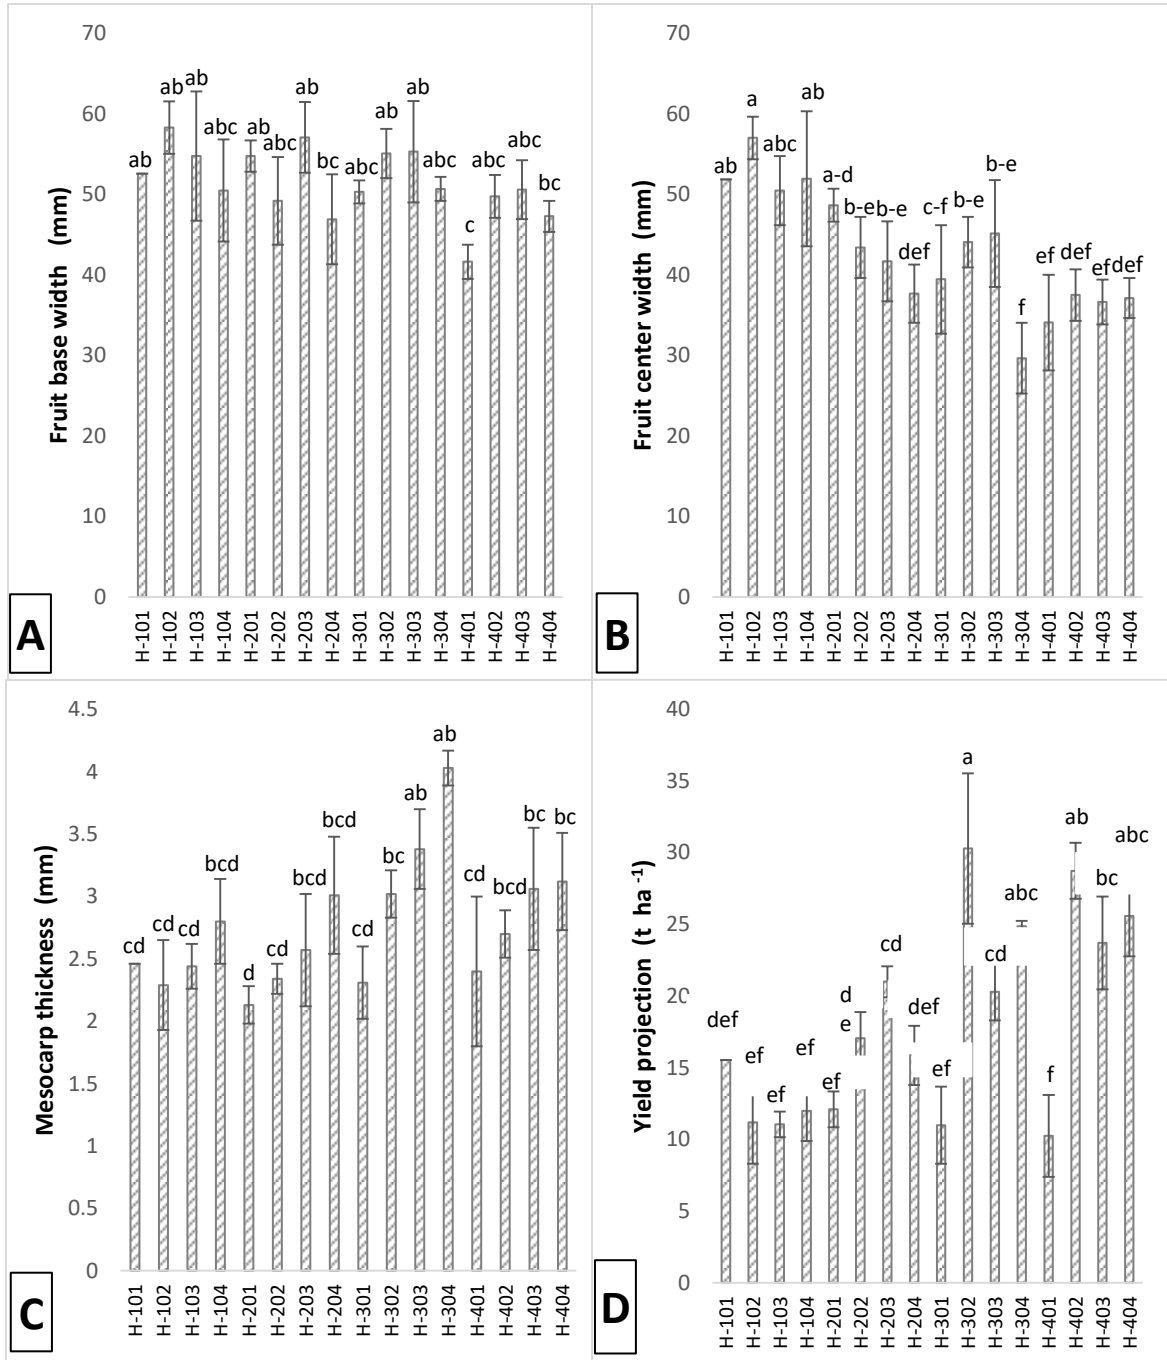 70
60
50
40
30
20
10
0
Fruit base width (mm)
ab
ab
ab
abc
ab
abc
ab
bc
abc
ab
ab
abc
c
abc
abc
bc
H-101
H-102
H-103
H-104
H-201
H-202
H-203
H-204
H-301
H-302
H-303
H-304
H-401
H-402
H-403
H-404
A
70
60
50
40
30
20
10
0
Fruit center width (mm)
ab
a
abc
ab
a-d
b-e
b-e
def
c-f
b-e
b-e
f
ef
def
ef
def
H-101
H-102
H-103
H-104
H-201
H-202
H-203
H-204
H-301
H-302
H-303
H-304
H-401
H-402
H-403
H-404
B
4.5
4
3.5
3
2.5
2
1.5
1
0.5
0
Mesocarp thickness (mm)
cd
cd
cd
bcd
d
cd
bcd
bcd
cd
bc
ab
ab
cd
bcd
bc
bc
H-101
H-102
H-103
H-104
H-201
H-202
H-203
H-204
H-301
H-302
H-303
H-304
H-401
H-402
H-403
H-404
C
40
35
30
25
20
15
10
5
0
Yield projection (t ha -1)
def
ef
ef
ef
ef
d
e
cd
def
ef
a
cd
abc
f
ab
bc
abc
H-101
H-102
H-103
H-104
H-201
H-202
H-203
H-204
H-301
H-302
H-303
H-304
H-401
H-402
H-403
H-404
D